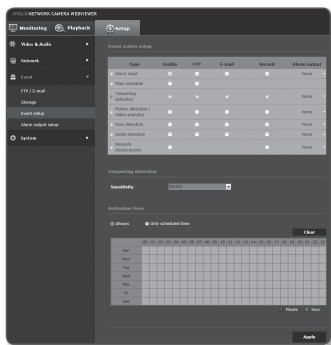 iPOLiS NETWORK CAMERA WEBVIEWER
Monitoring
Playback
Setup
Video & Audio
Network
Event
FTP / E-mail
Storage
Event setup
Alarm output setup
System
Event action setup
Type Enable FTP E-mail Record Alarm output
Alarm input None
Time schedule
Tampering detection None
Motion detection / Video analytics None
Face detection None
Audio detection None
Network disconnection None
Tampering detection
Sensitivity Normal
Activation time
Always Only scheduled time
Clear
00 01 02 03 04 05 06 07 08 09 10 11 12 13 14 15 16 17 18 19 20 21 22 23
Sun
Mon
Tue
Wed
Thu
Fri
Sat
Minute Hour
Apply